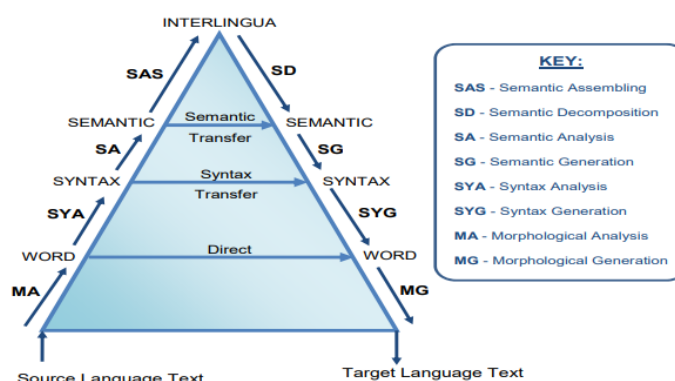 INTERLINGUA
SAS
SD
SEMANTIC
Semantic
Transfer
SEMANTIC
SA
SG
SYNTAX
Syntax
Transfer
SYNTAX
SYA
SYG
WORD
Direct
WORD
MA
MG
Source Language Text
Target Language Text
KEY:
SAS - Semantic Assembling
SD - Semantic Decomposition
SA - Semantic Analysis
SG - Semantic Generation
SYA - Syntax Analysis
SYG - Syntax Generation
MA - Morphological Analysis
MG - Morphological Generation